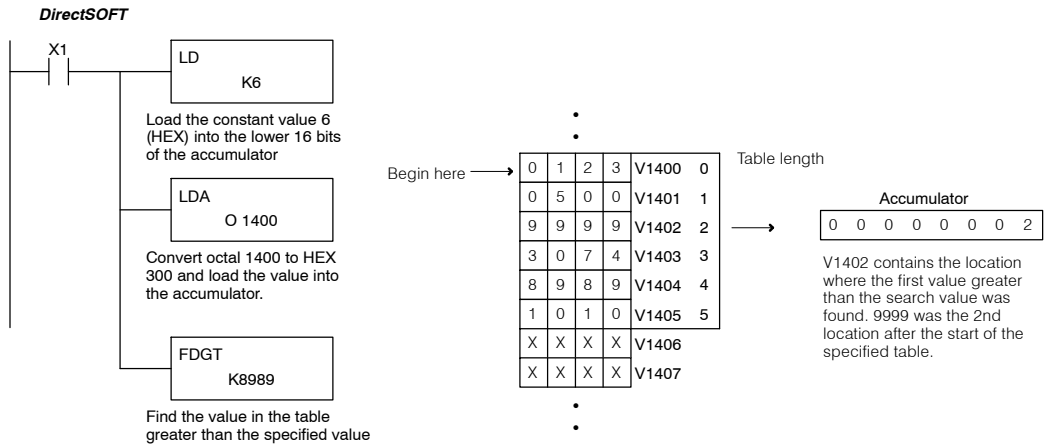 DirectSOFT
X1
LD
K6
Load the constant value 6
(HEX) into the lower 16 bits
of the accumulator
LDA
O 1400
Convert octal 1400 to HEX
300 and load the value into
the accumulator.
FDGT
K8989
Find the value in the table
greater than the specified value
Begin here
0 1 2 3 V1400 0
0 5 0 0 V1401 1
9 9 9 9 V1402 2
3 0 7 4 V1403 3
8 9 8 9 V1404 4
1 0 1 0 V1405 5
X X X X V1406
X X X X V1407
Table length
Accumulator
0 0 0 0 0 0 0 2
V1402 contains the location
where the first value greater
than the search value was
found. 9999 was the 2nd
location after the start of the
specified table.